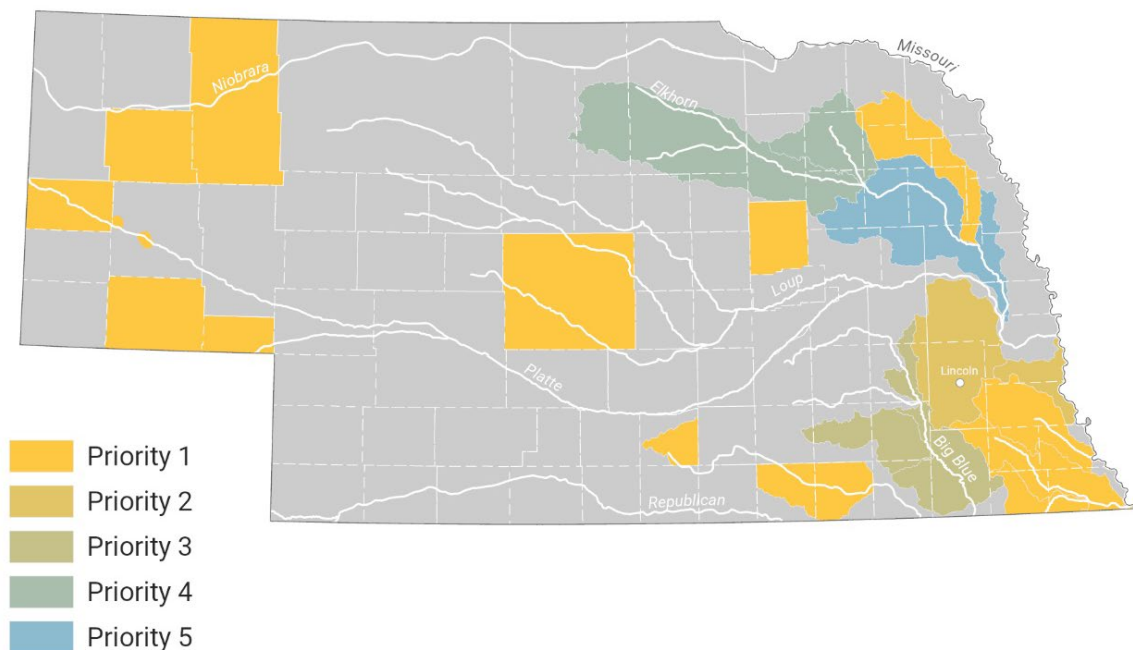 Niobrara
Elkhorn
Missouri
Loup
Platte
Lincoln
Big Blue
Republican
Priority 1
Priority 2
Priority 3
Priority 4
Priority 5